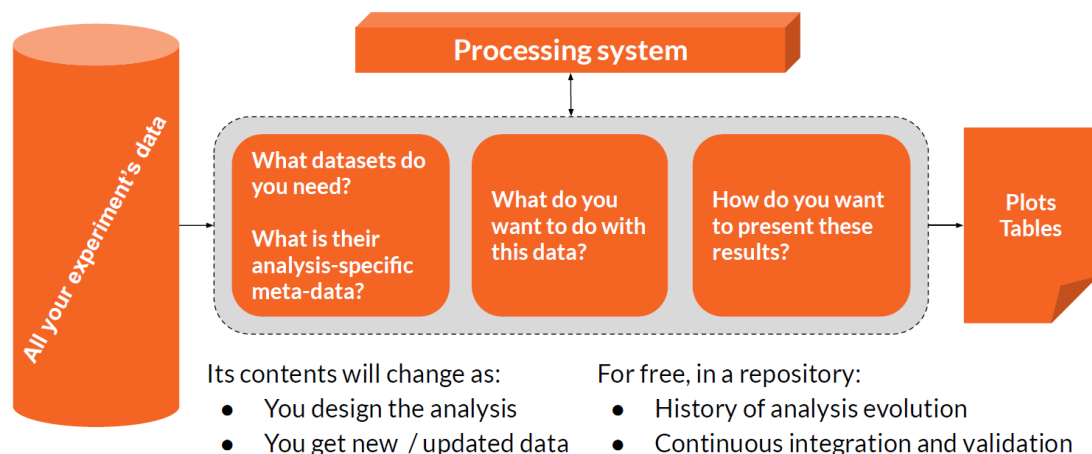 Processing system
All your experiment's data
What datasets do
you need?
What is their
analysis-specific
meta-data?
What do you
want to do with
this data?
How do you want
to present these
results?
Plots
Tables
Its contents will change as:
● You design the analysis
● You get new / updated data
For free, in a repository:
● History of analysis evolution
● Continuous integration and validation